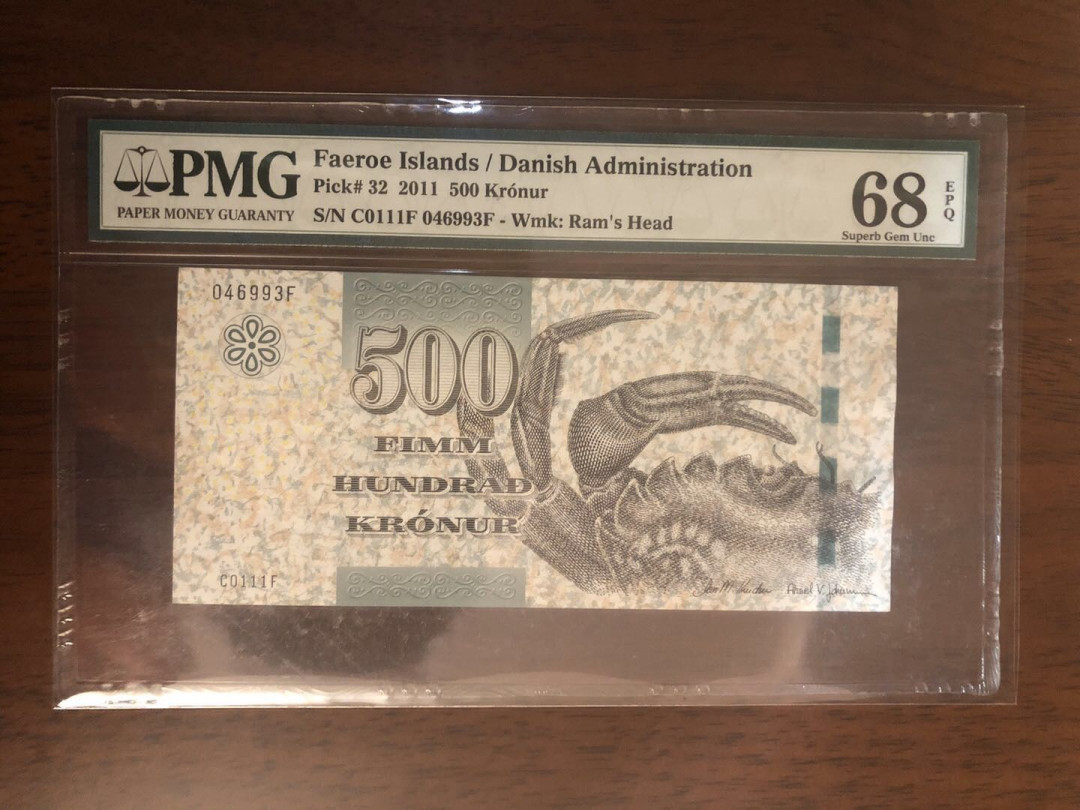 PMG
PAPER MONEY GUARANTY
Faeroe Islands / Danish Administration
Pick# 32 2011 500 Krónur
S/N C0111F 046993F - Wmk: Ram's Head
68
EPQ
Superb Gem Unc
046993F
500
FIMM
HUNDRAÐ
KRÓNUR
C0111F